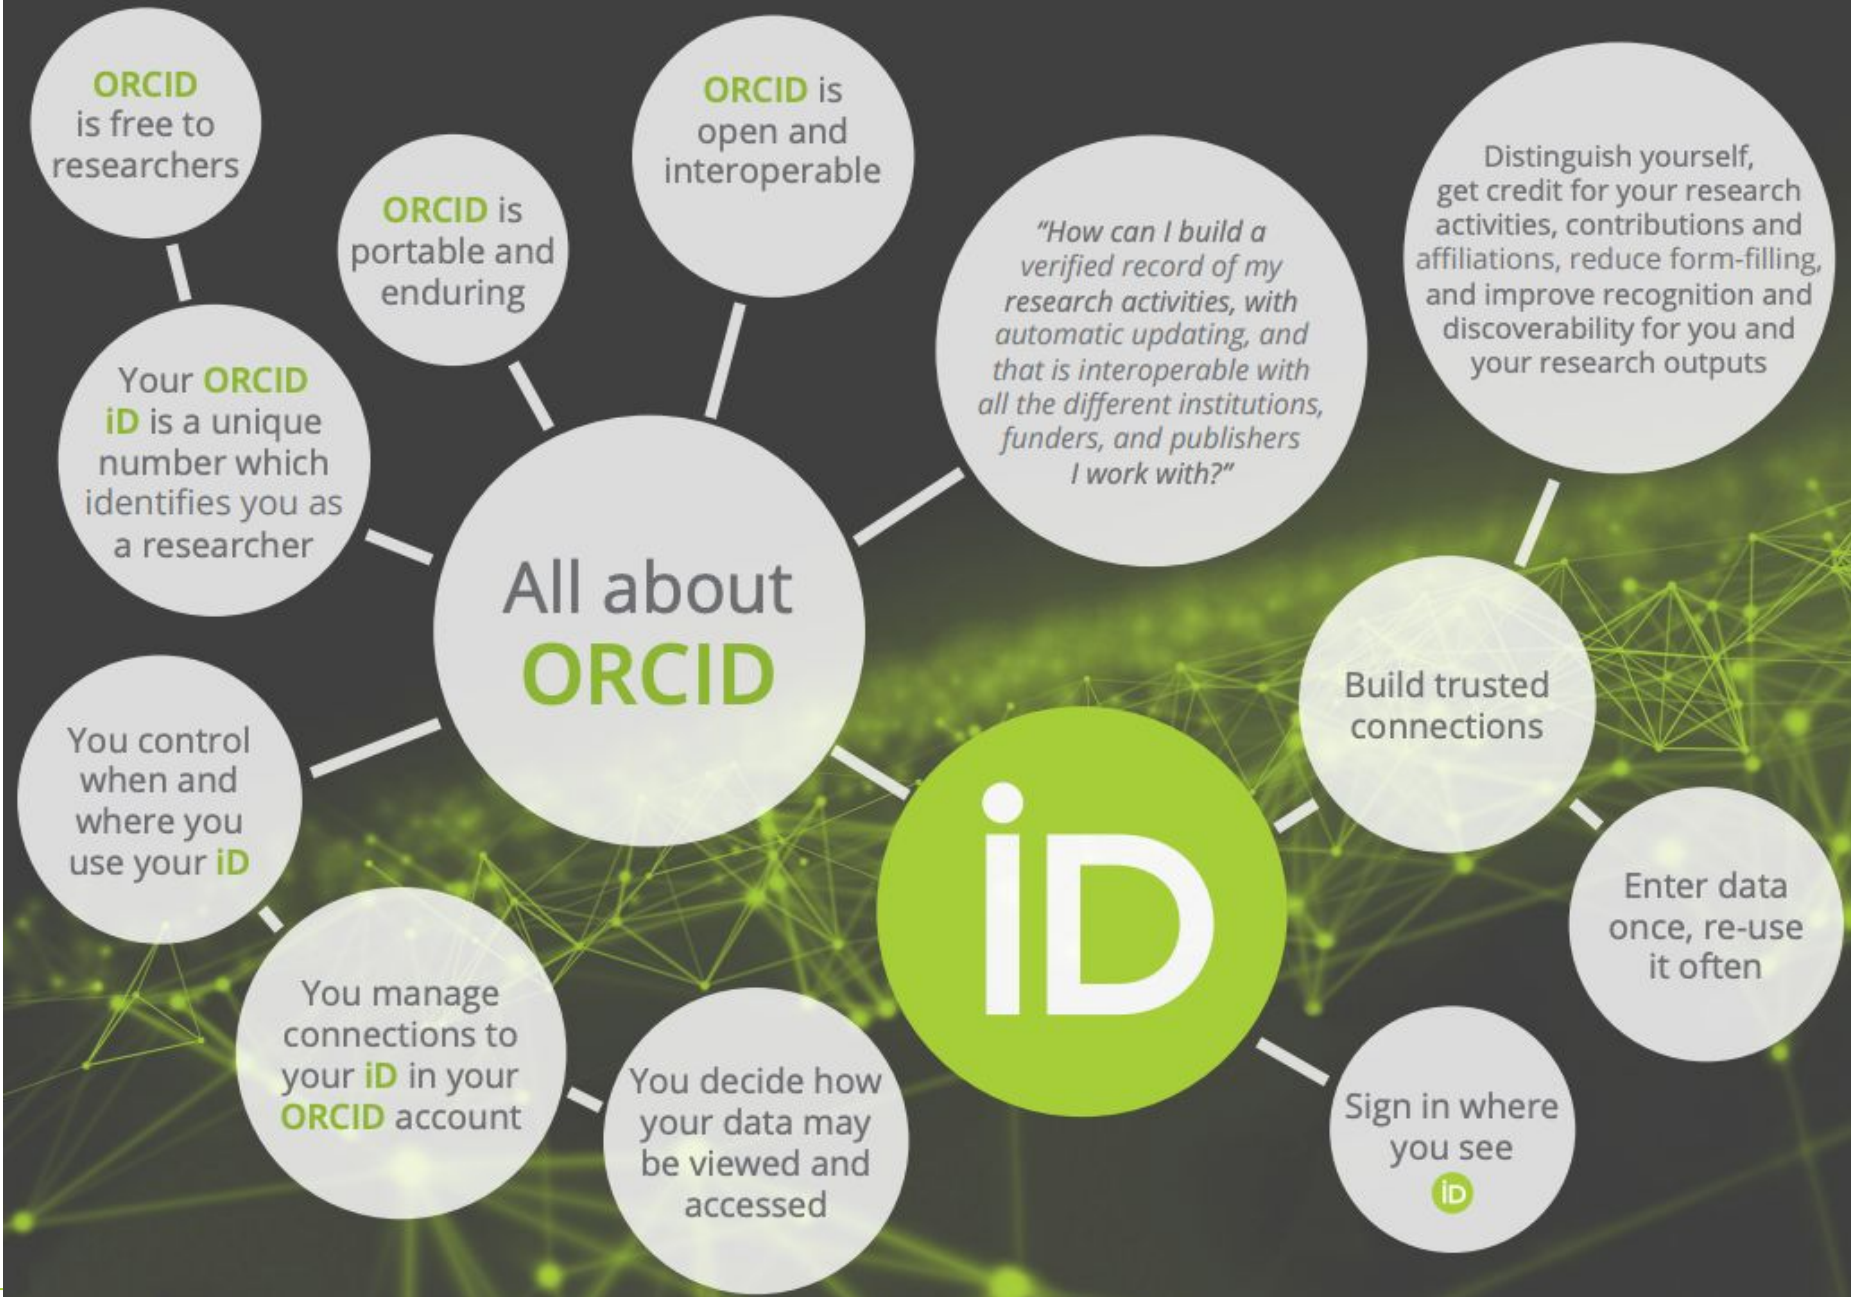 ORCID
is free to
researchers
ORCID is
portable and
enduring
ORCID is
open and
interoperable
"How can I build a
verified record of my
research activities, with
automatic updating, and
that is interoperable with
all the different institutions,
funders, and publishers
I work with?"
Distinguish yourself,
get credit for your research
activities, contributions and
affiliations, reduce form-filling,
and improve recognition and
discoverability for you and
your research outputs
Your ORCID
iD is a unique
number which
identifies you as
a researcher
All about
ORCID
Build trusted
connections
You control
when and
where you
use your iD
iD
Enter data
once, re-use
it often
You manage
connections to
your iD in your
ORCID account
You decide how
your data may
be viewed and
accessed
Sign in where
you see
iD